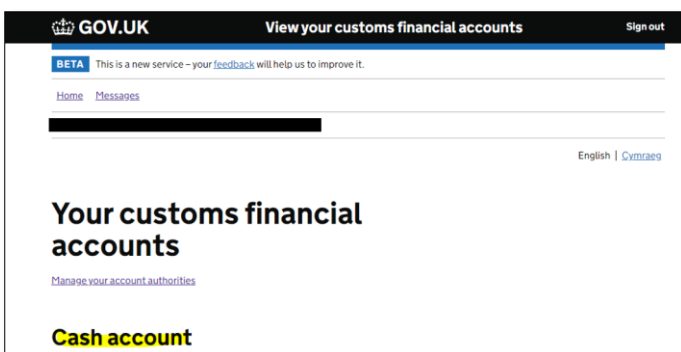 GOV.UK View your customs financial accounts Sign out
BETA This is a new service – your feedback will help us to improve it.
Home Messages
English | Cymraeg
Your customs financial
accounts
Manage your account authorities
Cash account